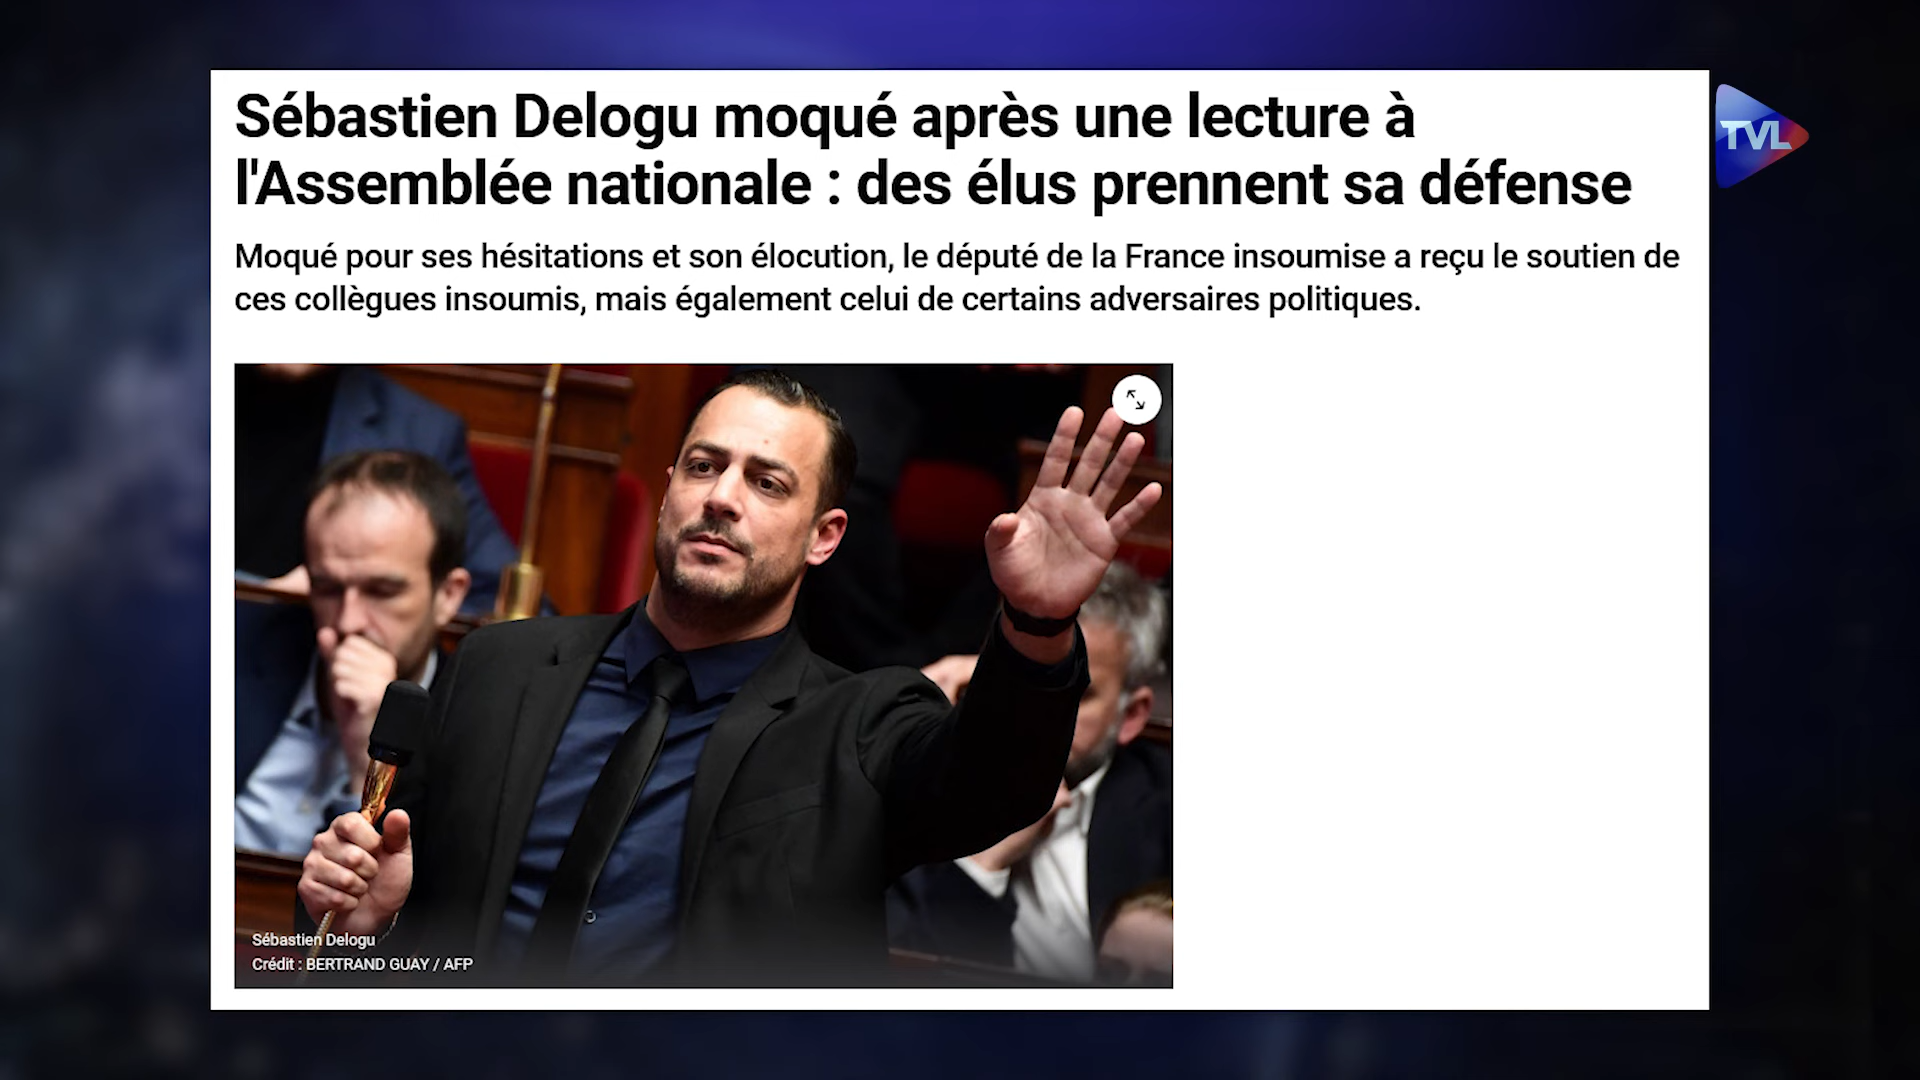 Sébastien Delogu moqué après une lecture à
l'Assemblée nationale : des élus prennent sa défense
Moqué pour ses hésitations et son élocution, le député de la France insoumise a reçu le soutien de
ces collègues insoumis, mais également celui de certains adversaires politiques.
TVL
Sébastien Delogu
Crédit : BERTRAND GUAY / AFP